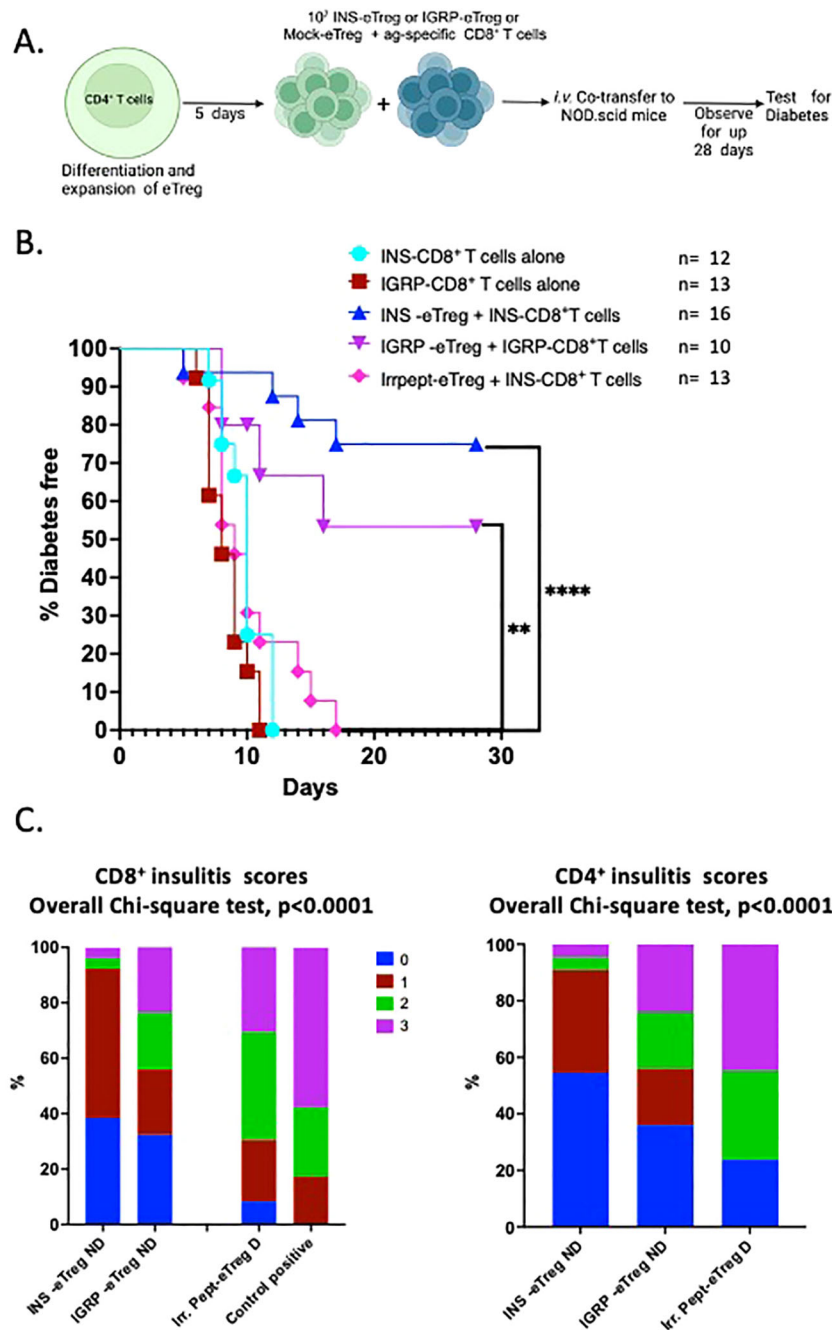 A.
10⁷ INS-eTreg or IGRP-eTreg or
Mock-eTreg + ag-specific CD8⁺ T cells
CD4⁺ T cells
5 days
+
i.v. Co-transfer to
NOD.scid mice
Observe
for up
28 days
Test for
Diabetes
Differentiation and
expansion of eTreg
B.
INS-CD8⁺ T cells alone n= 12
IGRP-CD8⁺ T cells alone n= 13
INS -eTreg + INS-CD8⁺T cells n= 16
IGRP -eTreg + IGRP-CD8⁺T cells n= 10
Irrpept-eTreg + INS-CD8⁺ T cells n= 13
% Diabetes free
100
90
80
70
60
50
40
30
20
10
0
0 10 20 30
Days
****
**
C.
CD8⁺ insulitis scores
Overall Chi-square test, p<0.0001
%
100
80
60
40
20
0
0
1
2
3
INS -eTreg ND
IGRP -eTreg ND
Irr. Pept-eTreg D
Control positive
CD4⁺ insulitis scores
Overall Chi-square test, p<0.0001
%
100
80
60
40
20
0
INS -eTreg ND
IGRP -eTreg ND
Irr. Pept-eTreg D